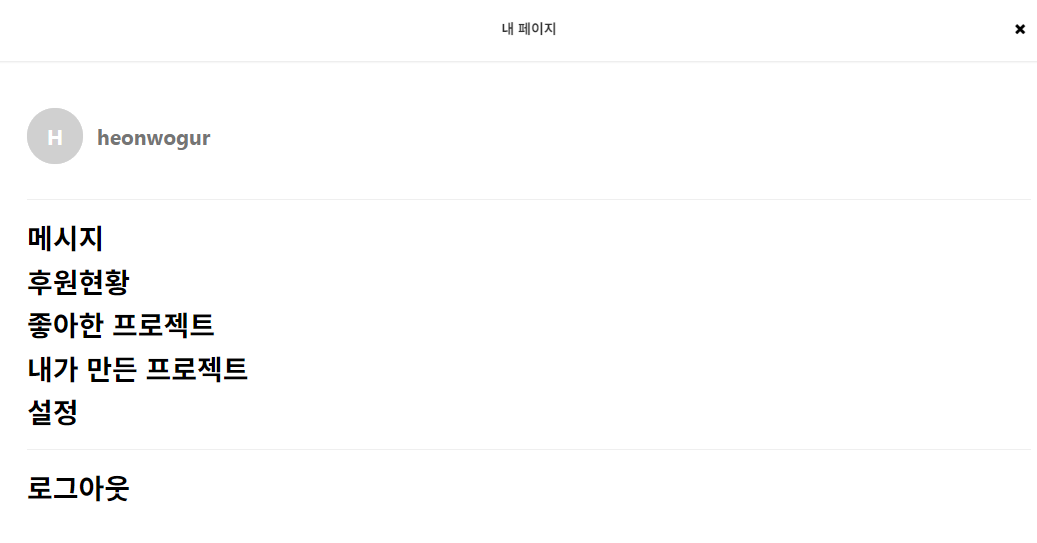 내 페이지
H
heonwogur
메시지
후원현황
좋아한 프로젝트
내가 만든 프로젝트
설정
로그아웃